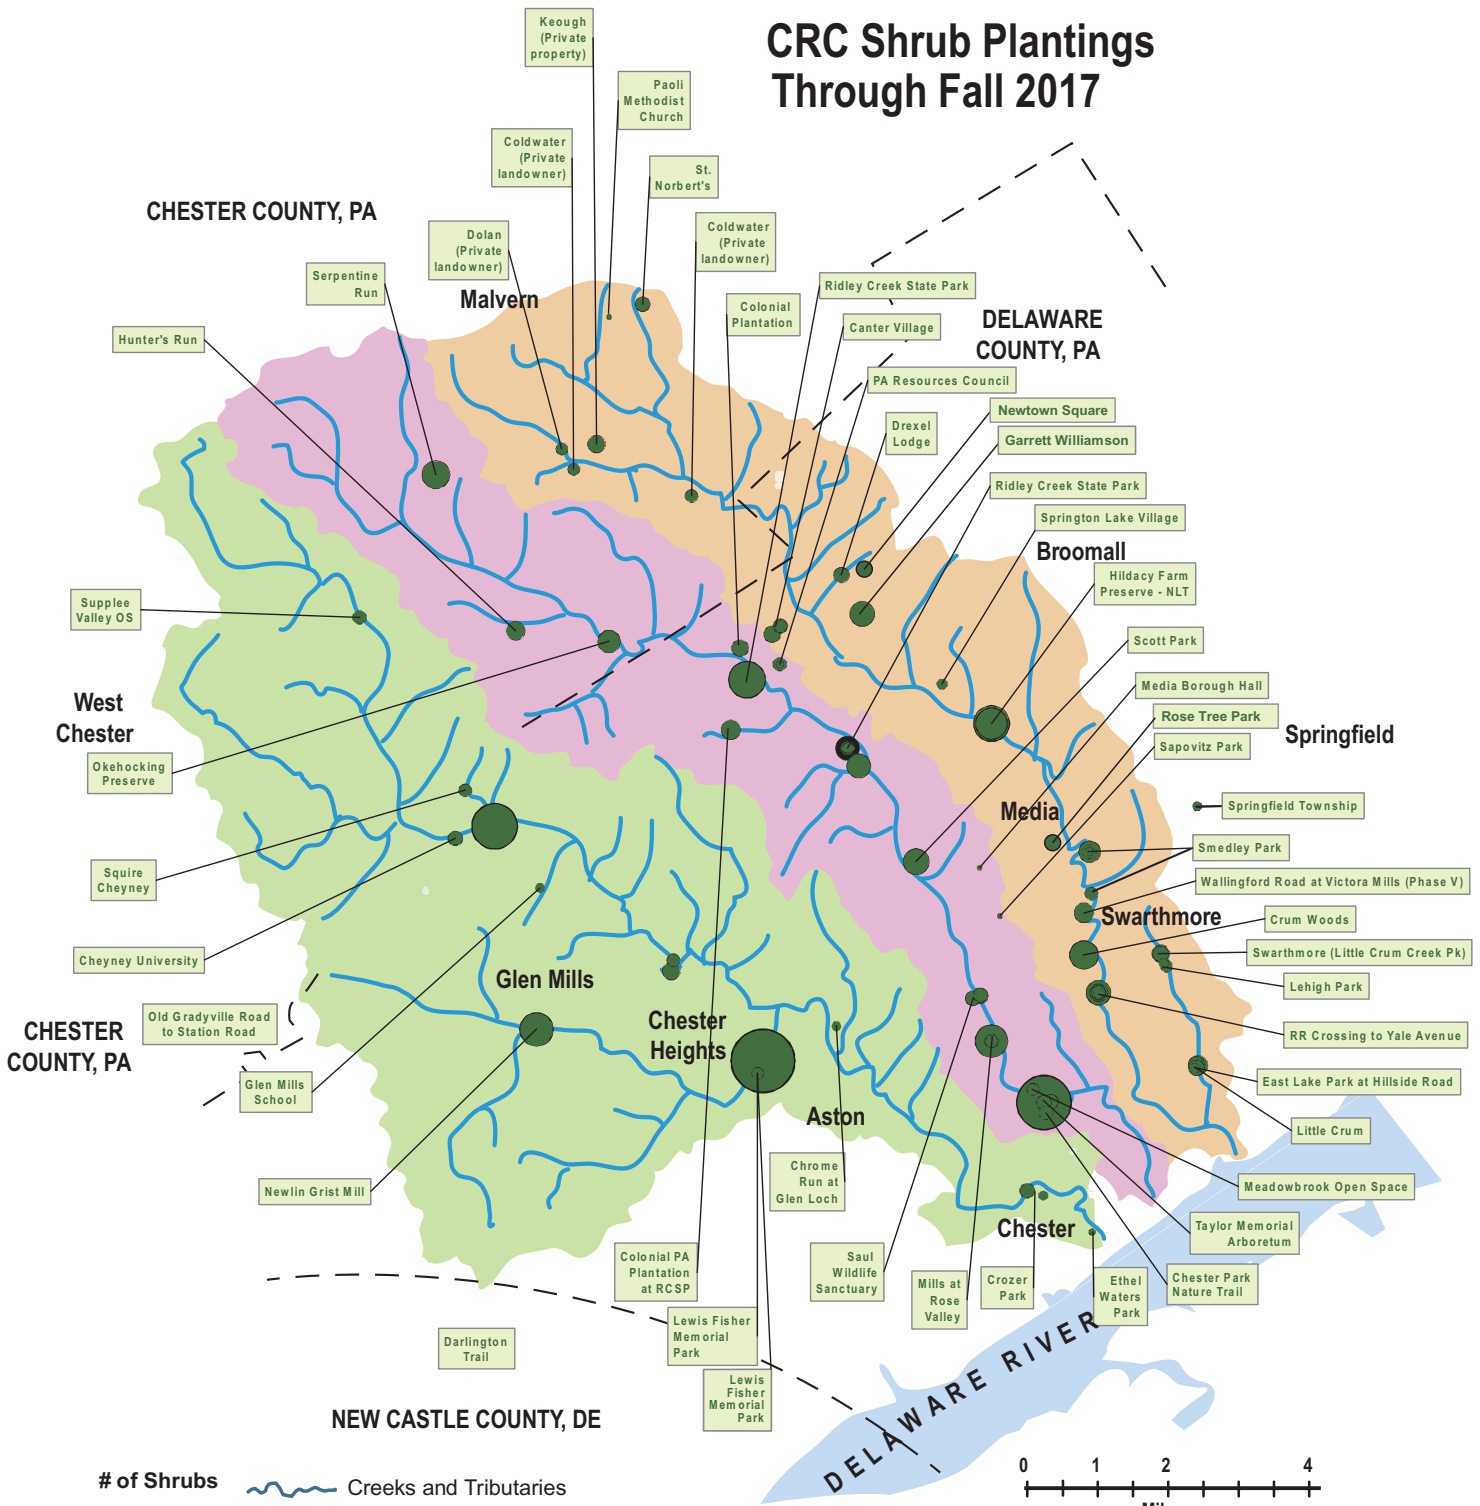 CRC Shrub Plantings
Through Fall 2017
Keough
(Private
property)
Paoli
Methodist
Church
Coldwater
(Private
landowner)
St.
Norbert's
CHESTER COUNTY, PA
Dolan
(Private
landowner)
Coldwater
(Private
landowner)
Serpentine
Run
Malvern
Ridley Creek State Park
Colonial
Plantation
Canter Village
DELAWARE
COUNTY, PA
Hunter's Run
PA Resources Council
Newtown Square
Drexel
Lodge
Garrett Williamson
Ridley Creek State Park
Springton Lake Village
Broomall
Hildacy Farm
Preserve - NLT
Supplee
Valley OS
Scott Park
Media Borough Hall
West
Chester
Rose Tree Park
Springfield
Sapovitz Park
Okehocking
Preserve
Media
Springfield Township
Smedley Park
Squire
Cheyney
Wallingford Road at Victora Mills (Phase V)
Swarthmore
Crum Woods
Cheyney University
Swarthmore (Little Crum Creek Pk)
Glen Mills
Lehigh Park
Old Gradyville Road
to Station Road
CHESTER
COUNTY, PA
Chester
Heights
RR Crossing to Yale Avenue
Glen Mills
School
East Lake Park at Hillside Road
Aston
Little Crum
Newlin Grist Mill
Chrome
Run at
Glen Loch
Meadowbrook Open Space
Chester
Taylor Memorial
Arboretum
Colonial PA
Plantation
at RCSP
Saul
Wildlife
Sanctuary
Mills at
Rose
Valley
Crozer
Park
Ethel
Waters
Park
Chester Park
Nature Trail
Lewis Fisher
Memorial
Park
Darlington
Trail
Lewis
Fisher
Memorial
Park
DELAWARE RIVER
NEW CASTLE COUNTY, DE
# of Shrubs
Creeks and Tributaries
0 1 2 4